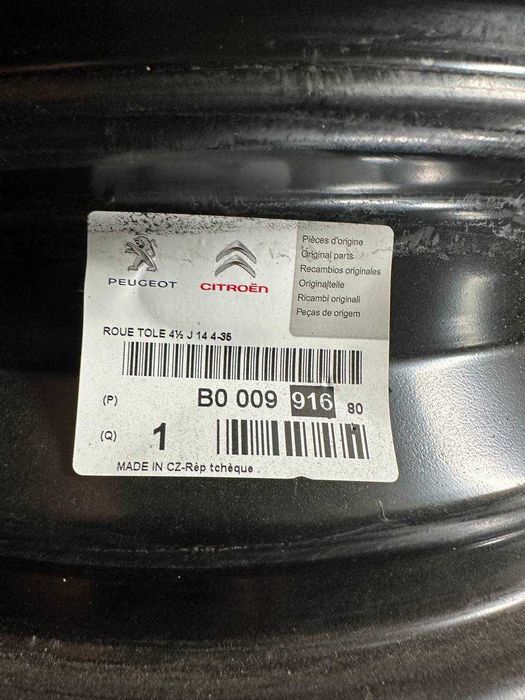 PEUGEOT
CITROËN
Pièces d'origine
Original parts
Recambios originales
Originalteile
Ricambi originali
Peças de origem
ROUE TOLE 4½ J 14 4-35
(P) B0 009 916 80
(Q) 1
MADE IN CZ-Rèp tchèque .